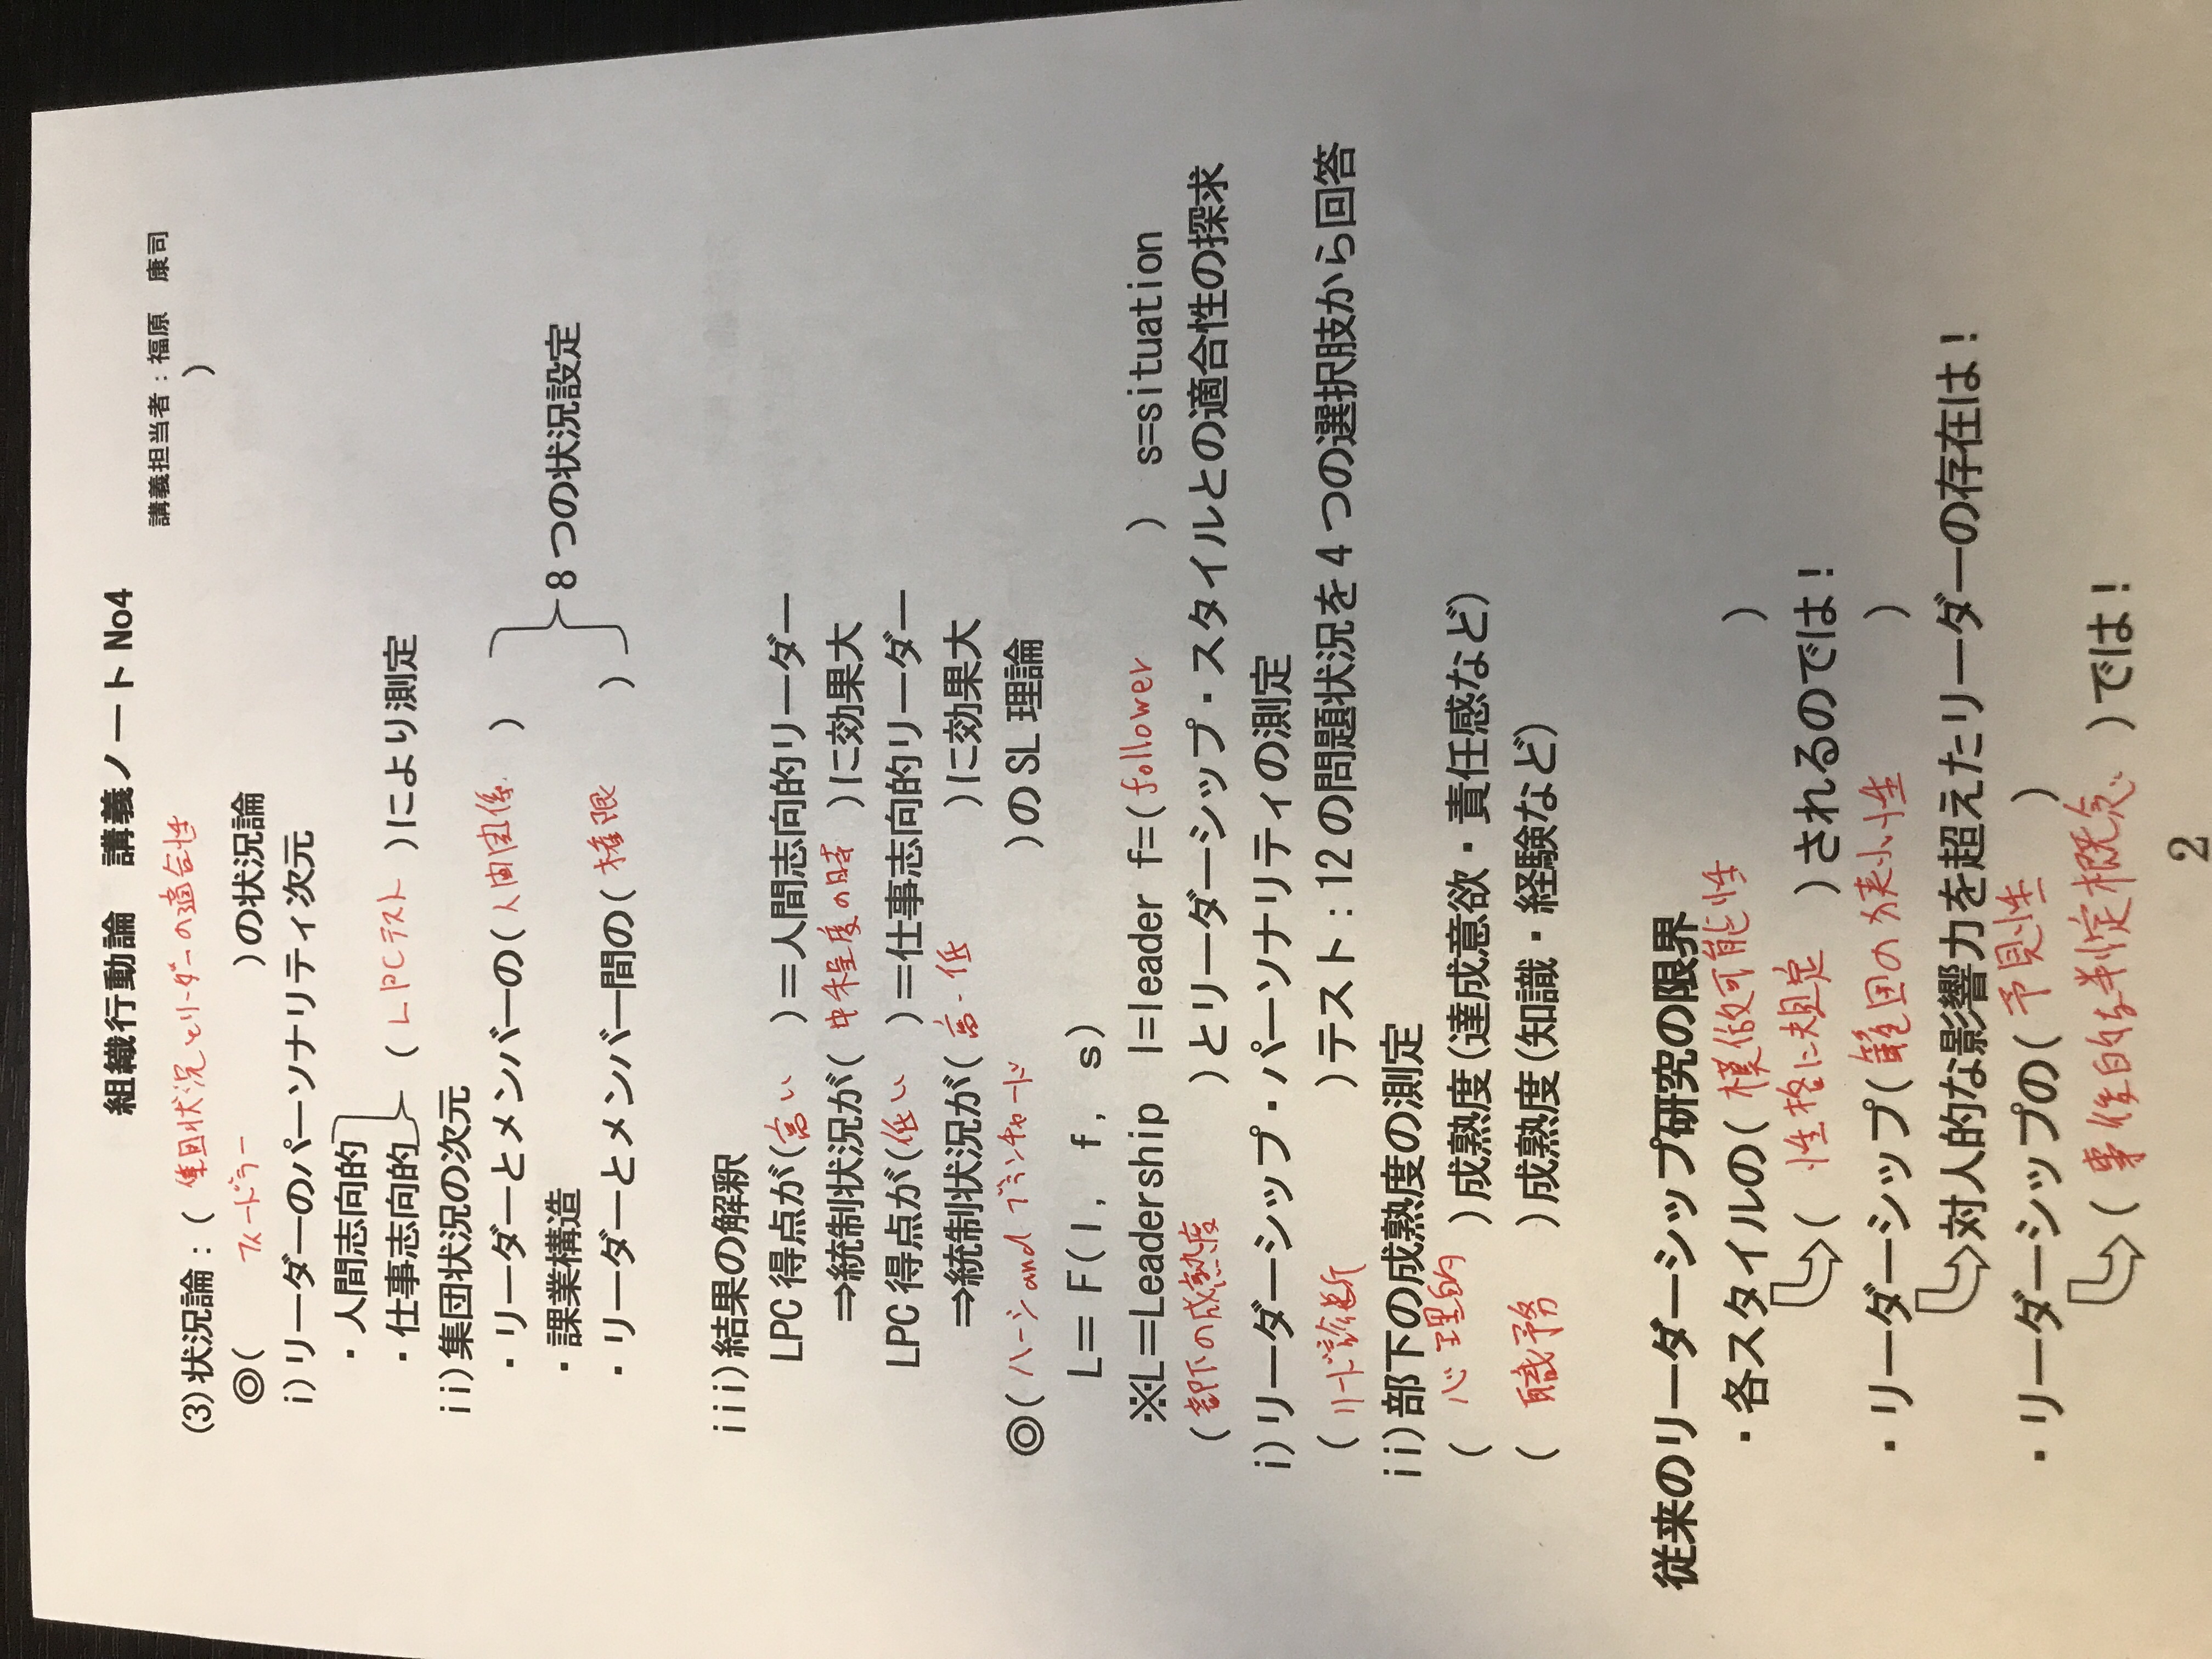 組織行動論　講義ノート No4
講義担当者：福原　康司
(3)状況論：( 集団状況とリーダーの適合性 )
◎( フィードラー )の状況論
i)リーダーのパーソナリティ次元
・人間志向的
・仕事志向的 ( LPCテスト )により測定
ii)集団状況の次元
・リーダーとメンバーの( 人間関係 )
・課業構造 8つの状況設定
・リーダーとメンバー間の( 権限 )
iii)結果の解釈
LPC 得点が(高い )＝人間志向的リーダー
⇒統制状況が( 中程度の時 )に効果大
LPC 得点が(低い )＝仕事志向的リーダー
⇒統制状況が( 高・低 )に効果大
◎( ハーシand ブランチャード )の SL 理論
L＝ F(l, f, s)
※L＝Leadership l=leader f=(follower ) s=situation
(部下の成熟度 )とリーダーシップ・スタイルとの適合性の探求
i)リーダーシップ・パーソナリティの測定
( リード診断 )テスト：12 の問題状況を 4 つの選択肢から回答
ii)部下の成熟度の測定
( 心理的 )成熟度(達成意欲・責任感など)
( 職務 )成熟度(知識・経験など)
従来のリーダーシップ研究の限界
・各スタイルの( 模倣可能性 )
( 性格に規定 )されるのでは！
・リーダーシップ(範囲の狭小性 )
対人的な影響力を超えたリーダーの存在は！
・リーダーシップの( 予見性 )
( 事後的な判定概念 )では！
2